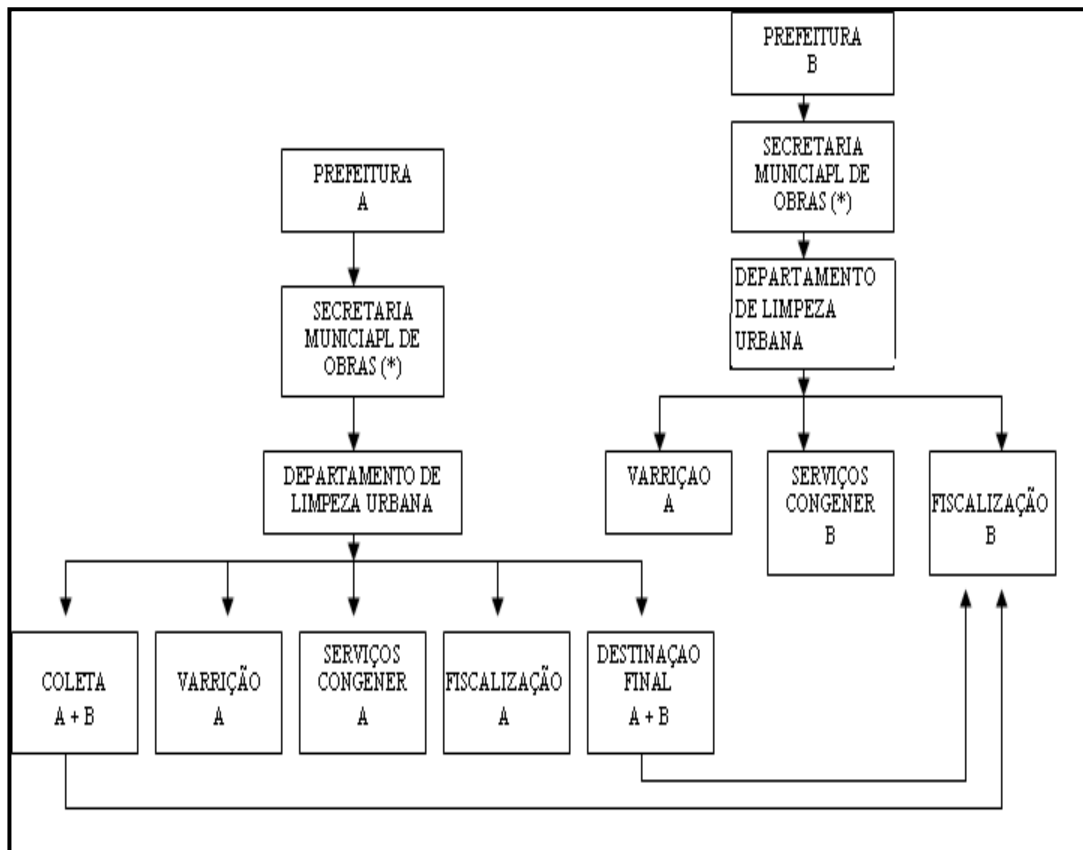 PREFEITURA
B
SECRETARIA
MUNICIAPL DE
OBRAS (*)
DEPARTAMENTO
DE LIMPEZA
URBANA
VARRIÇAO
A
SERVIÇOS
CONGENER
B
FISCALIZAÇÃO
B
PREFEITURA
A
SECRETARIA
MUNICIAPL DE
OBRAS (*)
DEPARTAMENTO DE
LIMPEZA URBANA
COLETA
A + B
VARRIÇÃO
A
SERVIÇOS
CONGENER
A
FISCALIZAÇÃO
A
DESTINAÇAO
FINAL
A + B